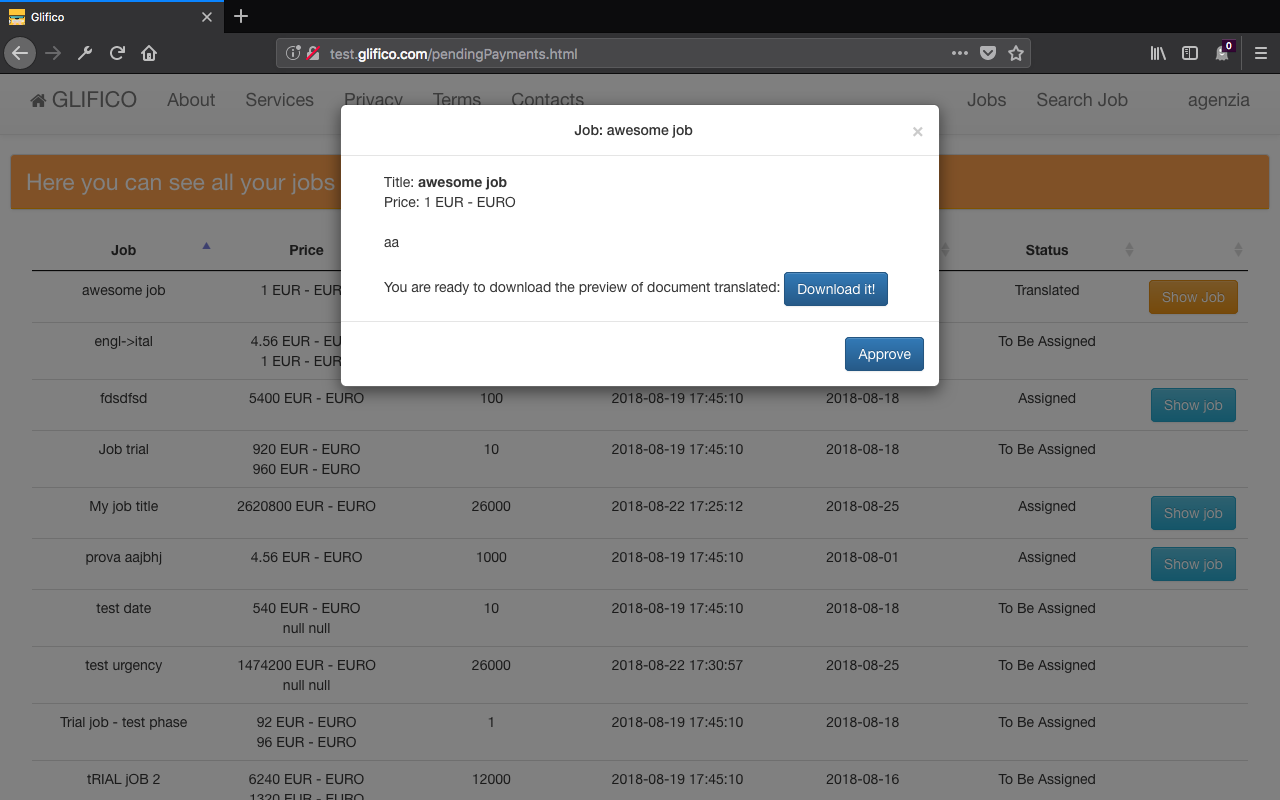 Glifico
test.glifico.com/pendingPayments.html
0
GLIFICO About Services Privacy Terms Contacts Jobs Search Job agenzia
Job: awesome job ×
Here you can see all your jobs
Title: awesome job
Price: 1 EUR - EURO
aa
You are ready to download the preview of document translated: Download it!
Approve
Job Price Status
awesome job 1 EUR - EUR Translated Show Job
engl->ital 4.56 EUR - EU To Be Assigned
1 EUR - EUR
fdsdfsd 5400 EUR - EURO 100 2018-08-19 17:45:10 2018-08-18 Assigned Show job
Job trial 920 EUR - EURO 10 2018-08-19 17:45:10 2018-08-18 To Be Assigned
960 EUR - EURO
My job title 2620800 EUR - EURO 26000 2018-08-22 17:25:12 2018-08-25 Assigned Show job
prova aajbhj 4.56 EUR - EURO 1000 2018-08-19 17:45:10 2018-08-01 Assigned Show job
test date 540 EUR - EURO 10 2018-08-19 17:45:10 2018-08-18 To Be Assigned
null null
test urgency 1474200 EUR - EURO 26000 2018-08-22 17:30:57 2018-08-25 To Be Assigned
null null
Trial job - test phase 92 EUR - EURO 1 2018-08-19 17:45:10 2018-08-18 To Be Assigned
96 EUR - EURO
tRIAL jOB 2 6240 EUR - EURO 12000 2018-08-19 17:45:10 2018-08-16 To Be Assigned
1320 EUR - EURO